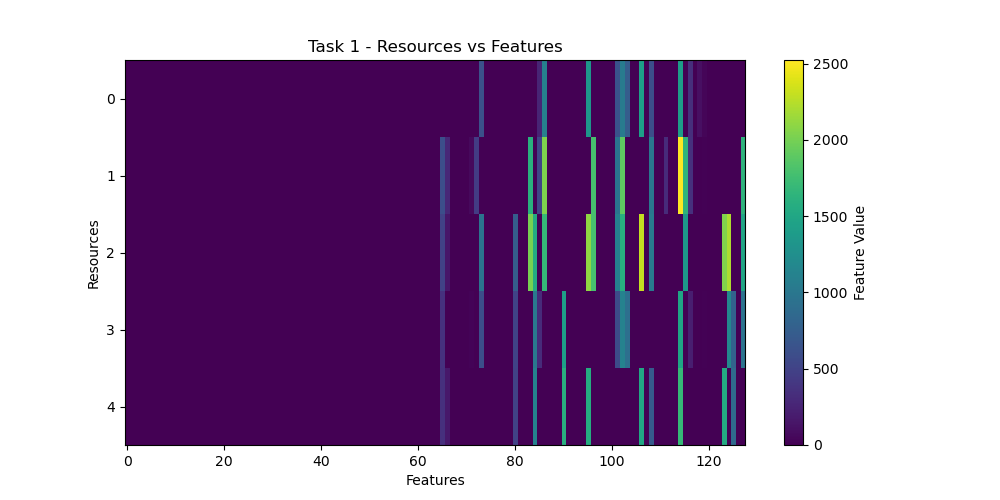 Task 1 - Resources vs Features
0
1
2
3
4
Resources
0 20 40 60 80 100 120
Features
2500
2000
1500
1000
500
0
Feature Value